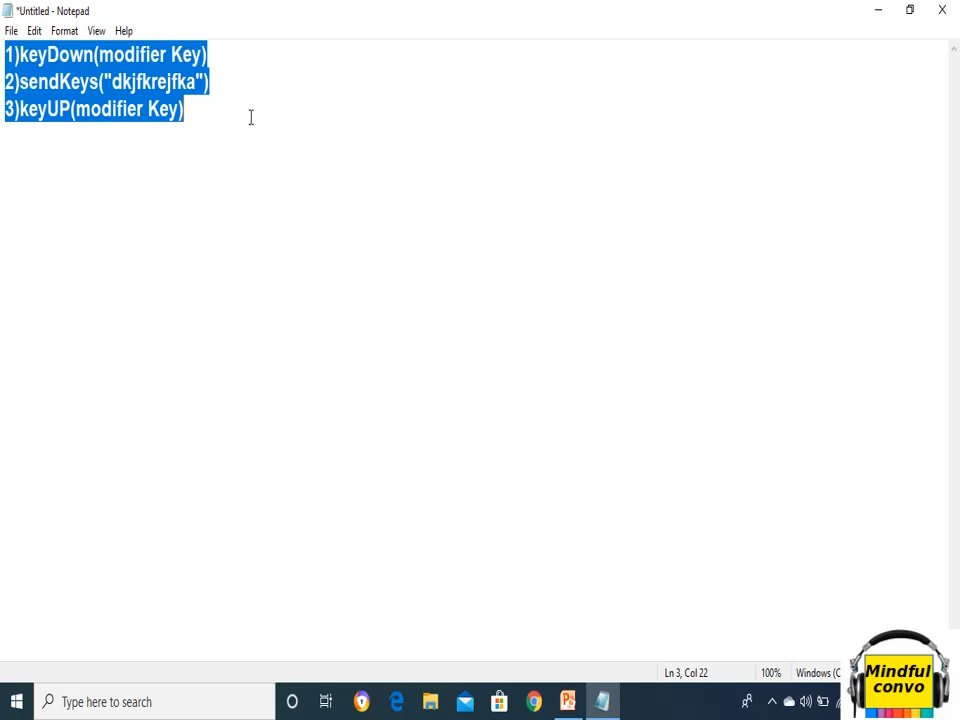 *Untitled - Notepad
File Edit Format View Help
1)keyDown(modifier Key)
2)sendKeys("dkjfkrejfka")
3)keyUP(modifier Key)
Ln 3, Col 22 100% Windows (C
Mindful
convo
Type here to search